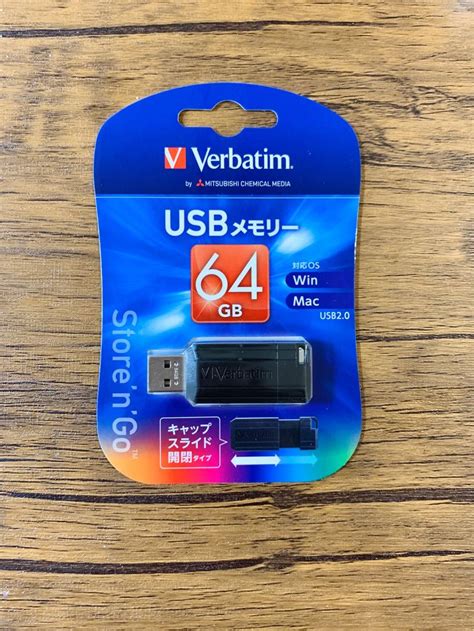 Verbatim.
by MITSUBISHI CHEMICAL MEDIA
USBメモリー
64
GB
対応OS
Win
Mac
USB2.0
Store'n'Go™
Verbatim
キャップ
スライド
開閉タイプ